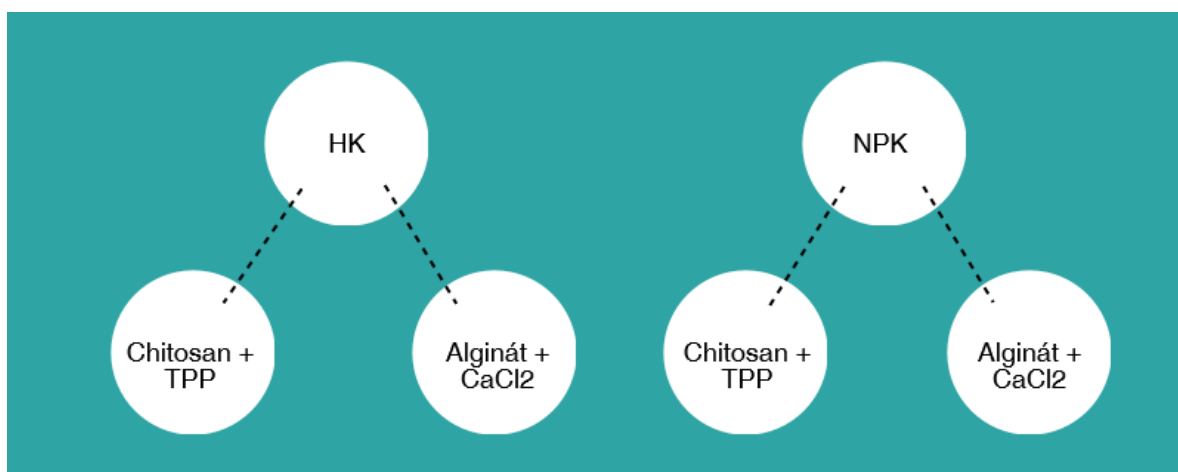 HK
NPK
Chitosan +
TPP
Alginát +
CaCl2
Chitosan +
TPP
Alginát +
CaCl2